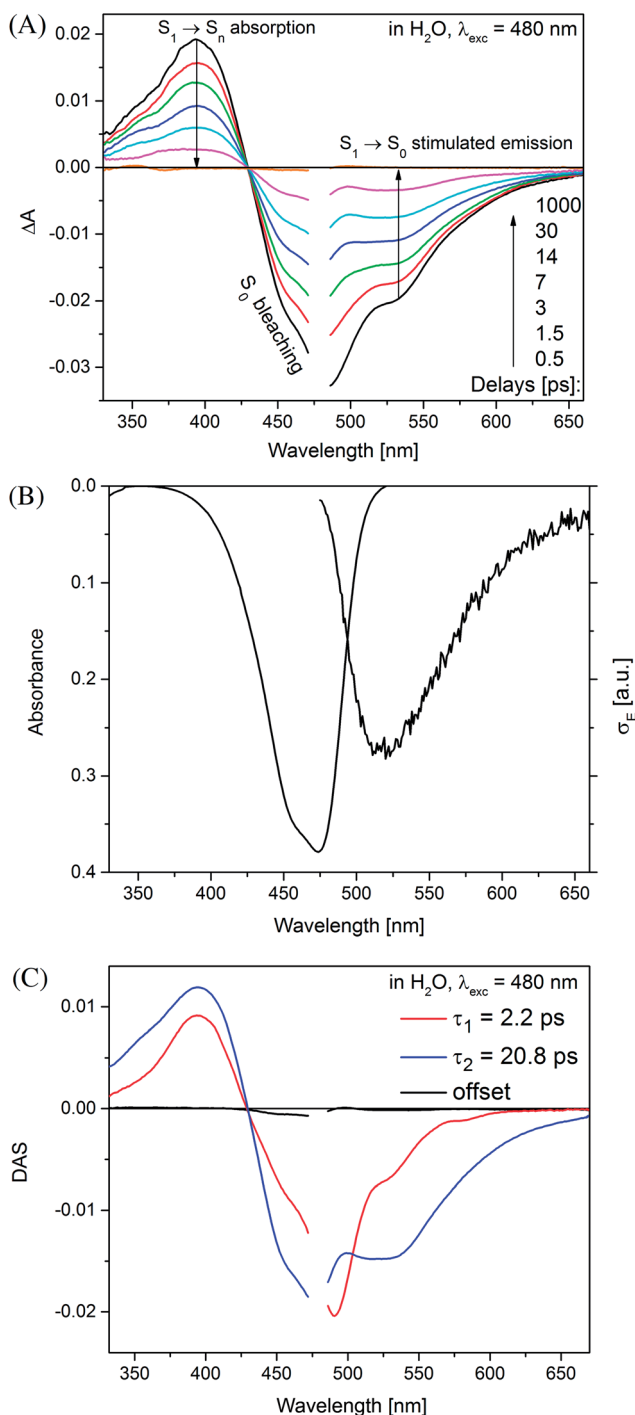 (A)
S₁ → Sₙ absorption
in H₂O, λₑₓ꜀ = 480 nm
0.02
0.01
0.00
-0.01
-0.02
-0.03
ΔA
S₁ → S₀ stimulated emission
S₀ bleaching
1000
30
14
7
3
1.5
0.5
Delays [ps]:
350 400 450 500 550 600 650
Wavelength [nm]
(B)
0.0
0.1
0.2
0.3
0.4
Absorbance
σ_F [a.u.]
350 400 450 500 550 600 650
Wavelength [nm]
(C)
in H₂O, λₑₓ꜀ = 480 nm
τ₁ = 2.2 ps
τ₂ = 20.8 ps
offset
0.01
0.00
-0.01
-0.02
DAS
350 400 450 500 550 600 650
Wavelength [nm]